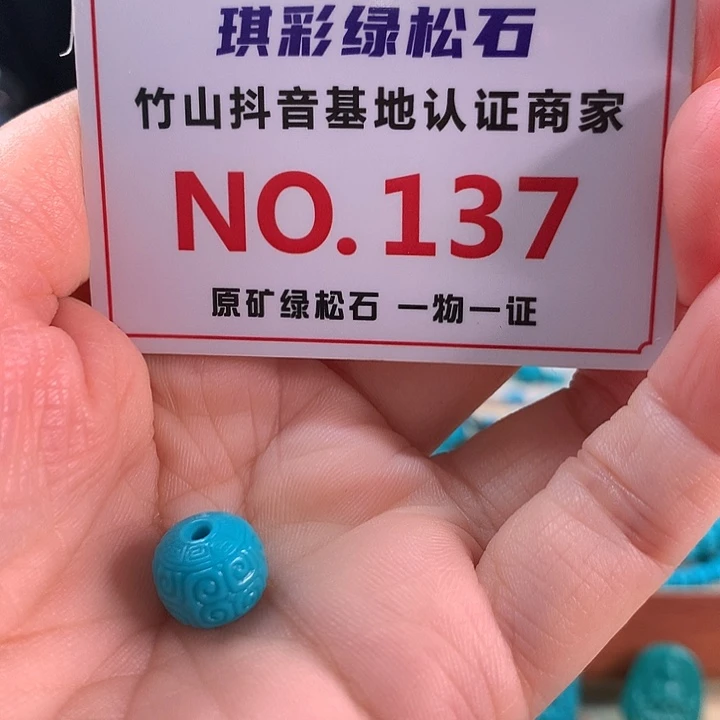 琪彩绿松石
竹山抖音基地认证商家
NO.137
原矿绿松石 一物一证